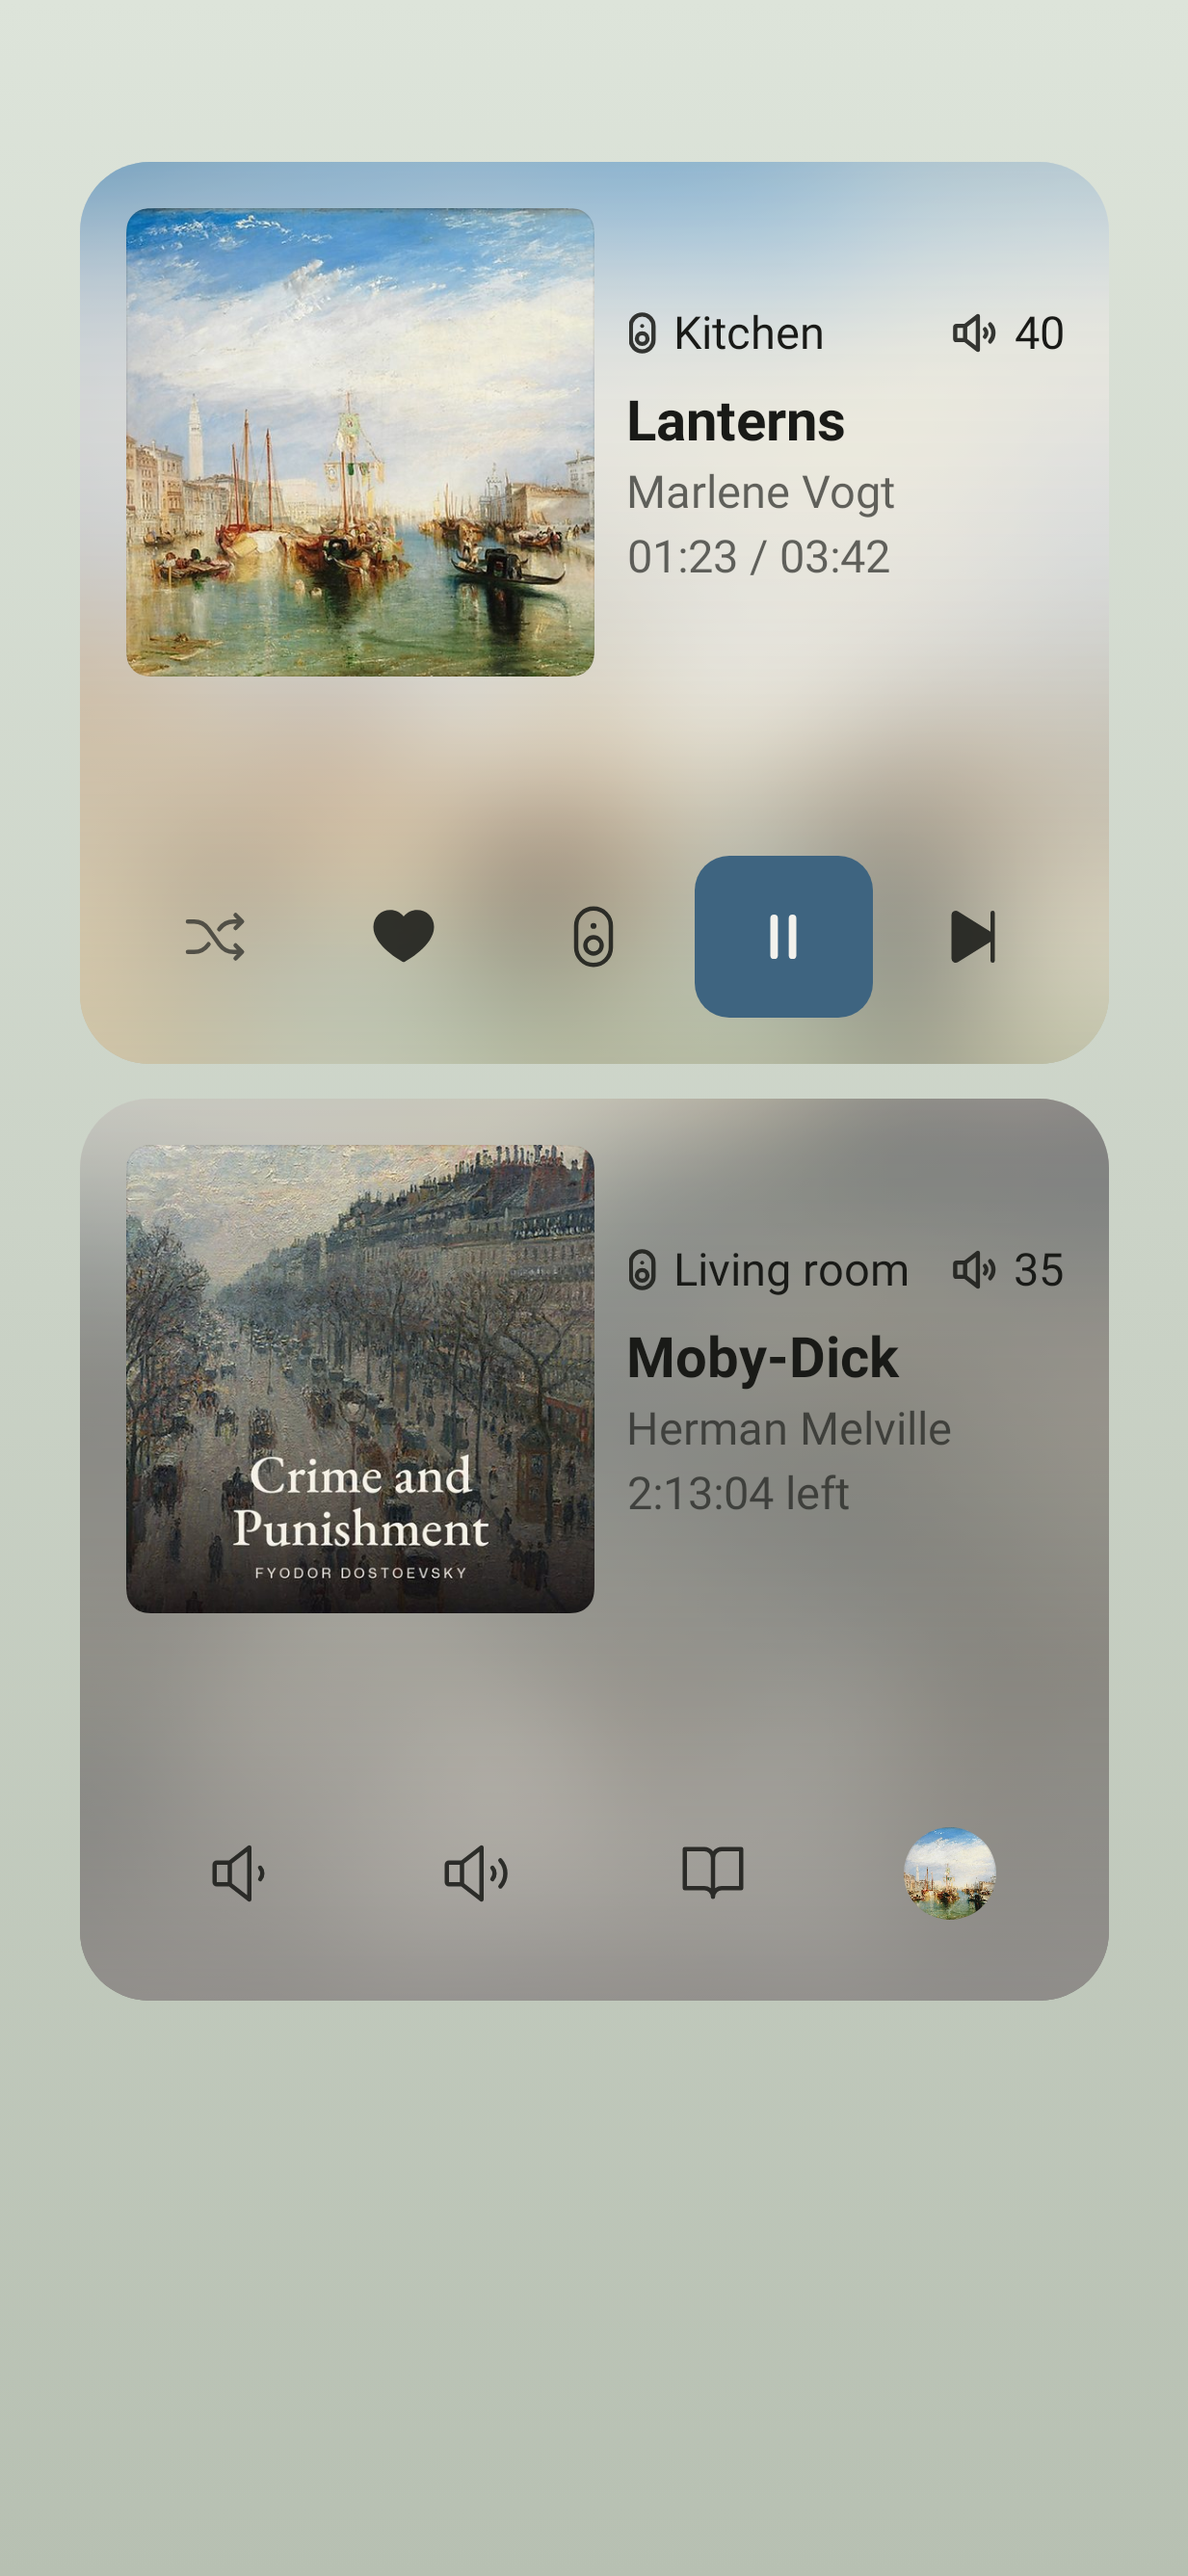 Kitchen 40
Lanterns
Marlene Vogt
01:23 / 03:42
Living room 35
Moby-Dick
Herman Melville
2:13:04 left
Crime and
Punishment
FYODOR DOSTOEVSKY